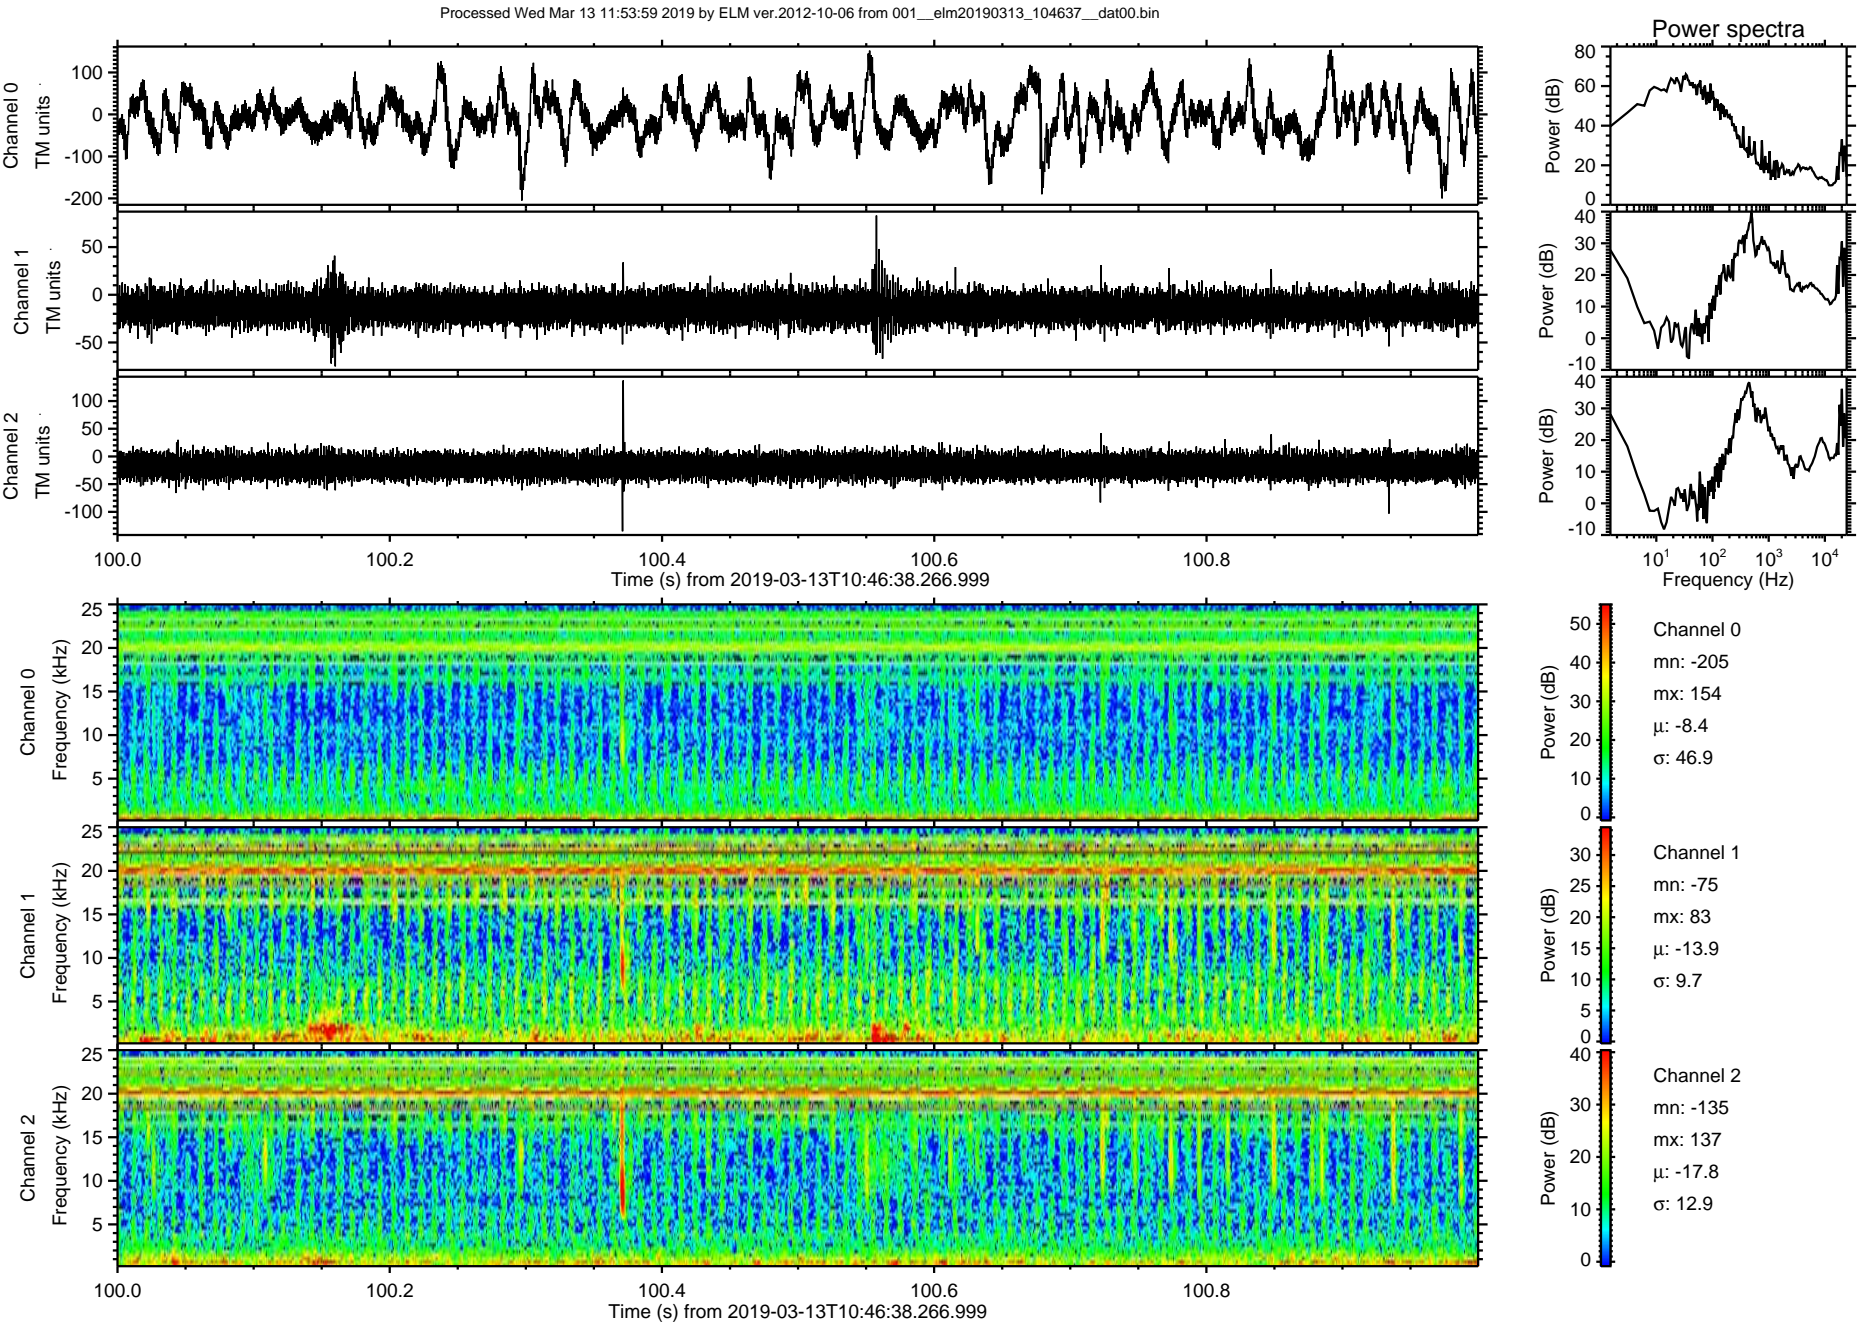 Processed Wed Mar 13 11:53:59 2019 by ELM ver.2012-10-06 from 001__elm20190313_104637__dat00.bin
Power spectra
Channel 0
TM units
100
0
-100
-200
Power (dB)
80
60
40
20
0
Channel 1
TM units
50
0
-50
Power (dB)
40
30
20
10
0
-10
Channel 2
TM units
100
50
0
-50
-100
Power (dB)
40
30
20
10
0
-10
100.0 100.2 100.4 100.6 100.8
Time (s) from 2019-03-13T10:46:38.266.999
10¹ 10² 10³ 10⁴
Frequency (Hz)
Channel 0
Frequency (kHz)
25
20
15
10
5
Power (dB)
50
40
30
20
10
0
Channel 0
mn: -205
mx: 154
μ: -8.4
σ: 46.9
Channel 1
Frequency (kHz)
25
20
15
10
5
Power (dB)
30
25
20
15
10
5
0
Channel 1
mn: -75
mx: 83
μ: -13.9
σ: 9.7
Channel 2
Frequency (kHz)
25
20
15
10
5
Power (dB)
40
30
20
10
0
Channel 2
mn: -135
mx: 137
μ: -17.8
σ: 12.9
100.0 100.2 100.4 100.6 100.8
Time (s) from 2019-03-13T10:46:38.266.999